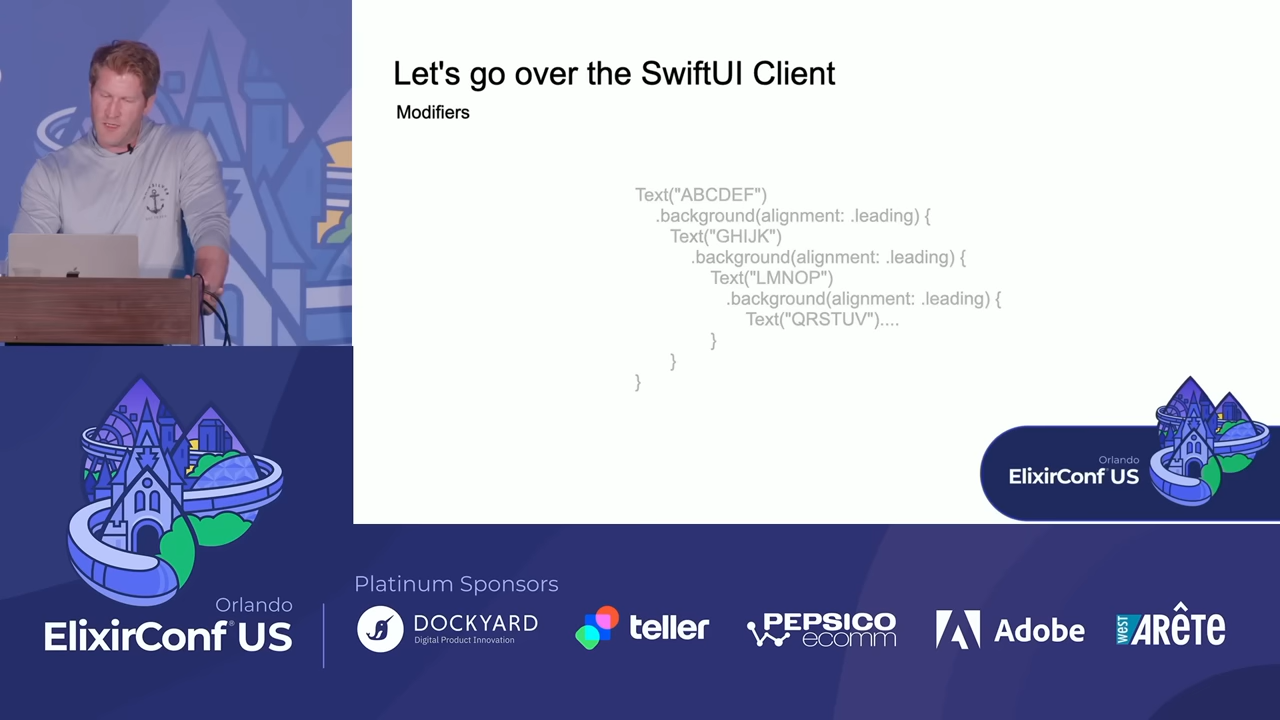 Let's go over the SwiftUI Client
Modifiers
Text("ABCDEF")
.background(alignment: .leading) {
Text("GHIJK")
.background(alignment: .leading) {
Text("LMNOP")
.background(alignment: .leading) {
Text("QRSTUV")....
}
}
}
Orlando
ElixirConf US
Orlando
ElixirConf® US
Platinum Sponsors
DOCKYARD
Digital Product Innovation
teller
PEPSICO
ecomm
Adobe
west ARÊTE